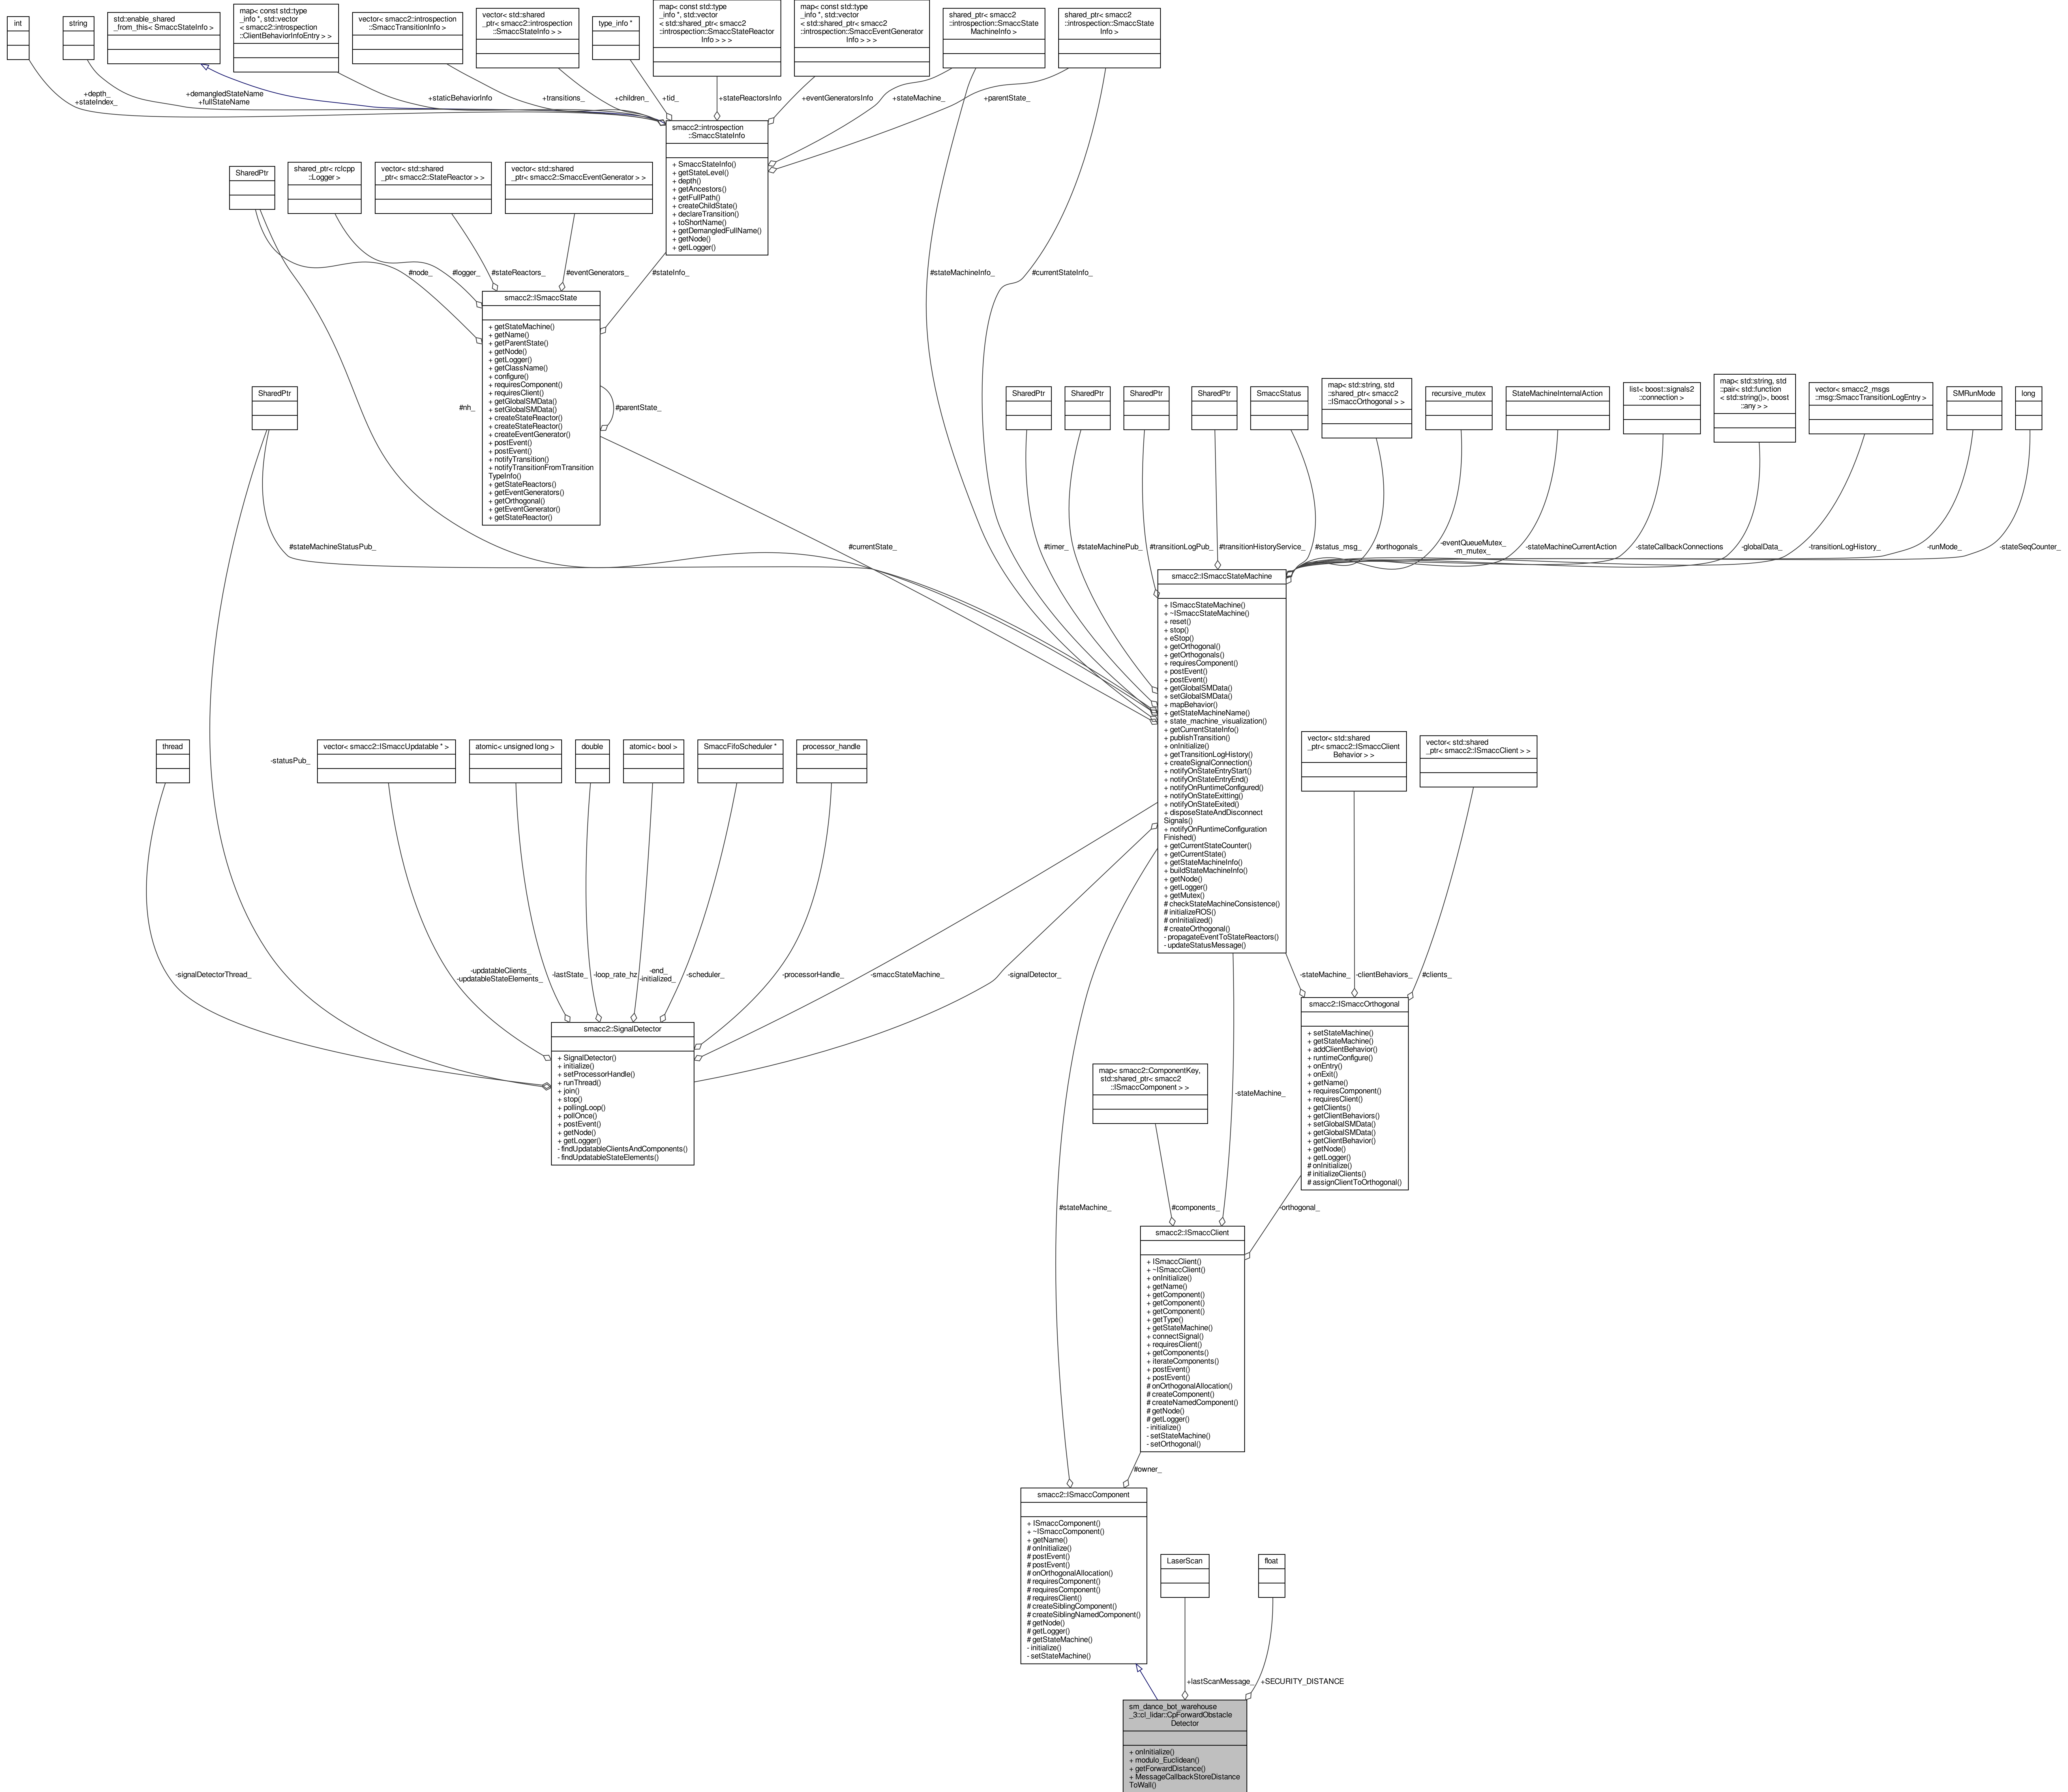 int
string
std::enable_shared
_from_this< SmaccStateInfo >
map< const std::type
_info *, std::vector
< smacc2::introspection
::ClientBehaviorInfoEntry > >
vector< smacc2::introspection
::SmaccTransitionInfo >
vector< std::shared
_ptr< smacc2::introspection
::SmaccStateInfo > >
type_info *
map< const std::type
_info *, std::vector
< std::shared_ptr< smacc2
::introspection::SmaccStateReactor
Info > > >
map< const std::type
_info *, std::vector
< std::shared_ptr< smacc2
::introspection::SmaccEventGenerator
Info > > >
shared_ptr< smacc2
::introspection::SmaccState
MachineInfo >
shared_ptr< smacc2
::introspection::SmaccState
Info >
+depth_
+stateIndex_
+demangledStateName
+fullStateName
+staticBehaviorInfo
+transitions_
+children_
+tid_
+stateReactorsInfo
+eventGeneratorsInfo
+stateMachine_
+parentState_
smacc2::introspection
::SmaccStateInfo
+ SmaccStateInfo()
+ getStateLevel()
+ depth()
+ getAncestors()
+ getFullPath()
+ createChildState()
+ declareTransition()
+ toShortName()
+ getDemangledFullName()
+ getNode()
+ getLogger()
SharedPtr
shared_ptr< rclcpp
::Logger >
vector< std::shared
_ptr< smacc2::StateReactor > >
vector< std::shared
_ptr< smacc2::SmaccEventGenerator > >
#node_
#logger_
#stateReactors_
#eventGenerators_
#stateInfo_
#stateMachineInfo_
#currentStateInfo_
smacc2::ISmaccState
+ getStateMachine()
+ getName()
+ getParentState()
+ getNode()
+ getLogger()
+ getClassName()
+ configure()
+ requiresComponent()
+ requiresClient()
+ getGlobalSMData()
+ setGlobalSMData()
+ createStateReactor()
+ createStateReactor()
+ createEventGenerator()
+ postEvent()
+ postEvent()
+ notifyTransition()
+ notifyTransitionFromTransition
TypeInfo()
+ getStateReactors()
+ getEventGenerators()
+ getOrthogonal()
+ getEventGenerator()
+ getStateReactor()
#parentState_
#nh_
SharedPtr
SharedPtr
SharedPtr
SharedPtr
SharedPtr
SmaccStatus
map< std::string, std
::shared_ptr< smacc2
::ISmaccOrthogonal > >
recursive_mutex
StateMachineInternalAction
list< boost::signals2
::connection >
map< std::string, std
::pair< std::function
< std::string()>, boost
::any > >
vector< smacc2_msgs
::msg::SmaccTransitionLogEntry >
SMRunMode
long
#stateMachineStatusPub_
#currentState_
#timer_
#stateMachinePub_
#transitionLogPub_
#transitionHistoryService_
#status_msg_
#orthogonals_
-eventQueueMutex_
-m_mutex_
-stateMachineCurrentAction
-stateCallbackConnections
-globalData_
-transitionLogHistory_
-runMode_
-stateSeqCounter_
smacc2::ISmaccStateMachine
+ ISmaccStateMachine()
+ ~ISmaccStateMachine()
+ reset()
+ stop()
+ eStop()
+ getOrthogonal()
+ getOrthogonals()
+ requiresComponent()
+ postEvent()
+ postEvent()
+ getGlobalSMData()
+ setGlobalSMData()
+ mapBehavior()
+ getStateMachineName()
+ state_machine_visualization()
+ getCurrentStateInfo()
+ publishTransition()
+ onInitialize()
+ getTransitionLogHistory()
+ createSignalConnection()
+ notifyOnStateEntryStart()
+ notifyOnStateEntryEnd()
+ notifyOnRuntimeConfigured()
+ notifyOnStateExitting()
+ notifyOnStateExited()
+ disposeStateAndDisconnect
Signals()
+ notifyOnRuntimeConfiguration
Finished()
+ getCurrentStateCounter()
+ getCurrentState()
+ getStateMachineInfo()
+ buildStateMachineInfo()
+ getNode()
+ getLogger()
+ getMutex()
# checkStateMachineConsistence()
# initializeROS()
# onInitialized()
# createOrthogonal()
- propagateEventToStateReactors()
- updateStatusMessage()
thread
-statusPub_
vector< smacc2::ISmaccUpdatable * >
atomic< unsigned long >
double
atomic< bool >
SmaccFifoScheduler *
processor_handle
vector< std::shared
_ptr< smacc2::ISmaccClient
Behavior > >
vector< std::shared
_ptr< smacc2::ISmaccClient > >
-signalDetectorThread_
-updatableClients_
-updatableStateElements_
-lastState_
-loop_rate_hz
-end_
-initialized_
-scheduler_
-processorHandle_
-smaccStateMachine_
-signalDetector_
-stateMachine_
-clientBehaviors_
#clients_
smacc2::SignalDetector
+ SignalDetector()
+ initialize()
+ setProcessorHandle()
+ runThread()
+ join()
+ stop()
+ pollingLoop()
+ pollOnce()
+ postEvent()
+ getNode()
+ getLogger()
- findUpdatableClientsAndComponents()
- findUpdatableStateElements()
smacc2::ISmaccOrthogonal
+ setStateMachine()
+ getStateMachine()
+ addClientBehavior()
+ runtimeConfigure()
+ onEntry()
+ onExit()
+ getName()
+ requiresComponent()
+ requiresClient()
+ getClients()
+ getClientBehaviors()
+ setGlobalSMData()
+ getGlobalSMData()
+ getClientBehavior()
+ getNode()
+ getLogger()
# onInitialize()
# initializeClients()
# assignClientToOrthogonal()
map< smacc2::ComponentKey,
std::shared_ptr< smacc2
::ISmaccComponent > >
-stateMachine_
#stateMachine_
#components_
-orthogonal_
smacc2::ISmaccClient
+ ISmaccClient()
+ ~ISmaccClient()
+ onInitialize()
+ getName()
+ getComponent()
+ getComponent()
+ getComponent()
+ getType()
+ getStateMachine()
+ connectSignal()
+ requiresClient()
+ getComponents()
+ iterateComponents()
+ postEvent()
+ postEvent()
# onOrthogonalAllocation()
# createComponent()
# createNamedComponent()
# getNode()
# getLogger()
- initialize()
- setStateMachine()
- setOrthogonal()
#owner_
smacc2::ISmaccComponent
+ ISmaccComponent()
+ ~ISmaccComponent()
+ getName()
# onInitialize()
# postEvent()
# postEvent()
# onOrthogonalAllocation()
# requiresComponent()
# requiresComponent()
# requiresClient()
# createSiblingComponent()
# createSiblingNamedComponent()
# getNode()
# getLogger()
# getStateMachine()
- initialize()
- setStateMachine()
LaserScan
float
+lastScanMessage_
+SECURITY_DISTANCE
sm_dance_bot_warehouse
_3::cl_lidar::CpForwardObstacle
Detector
+ onInitialize()
+ modulo_Euclidean()
+ getForwardDistance()
+ MessageCallbackStoreDistance
ToWall()